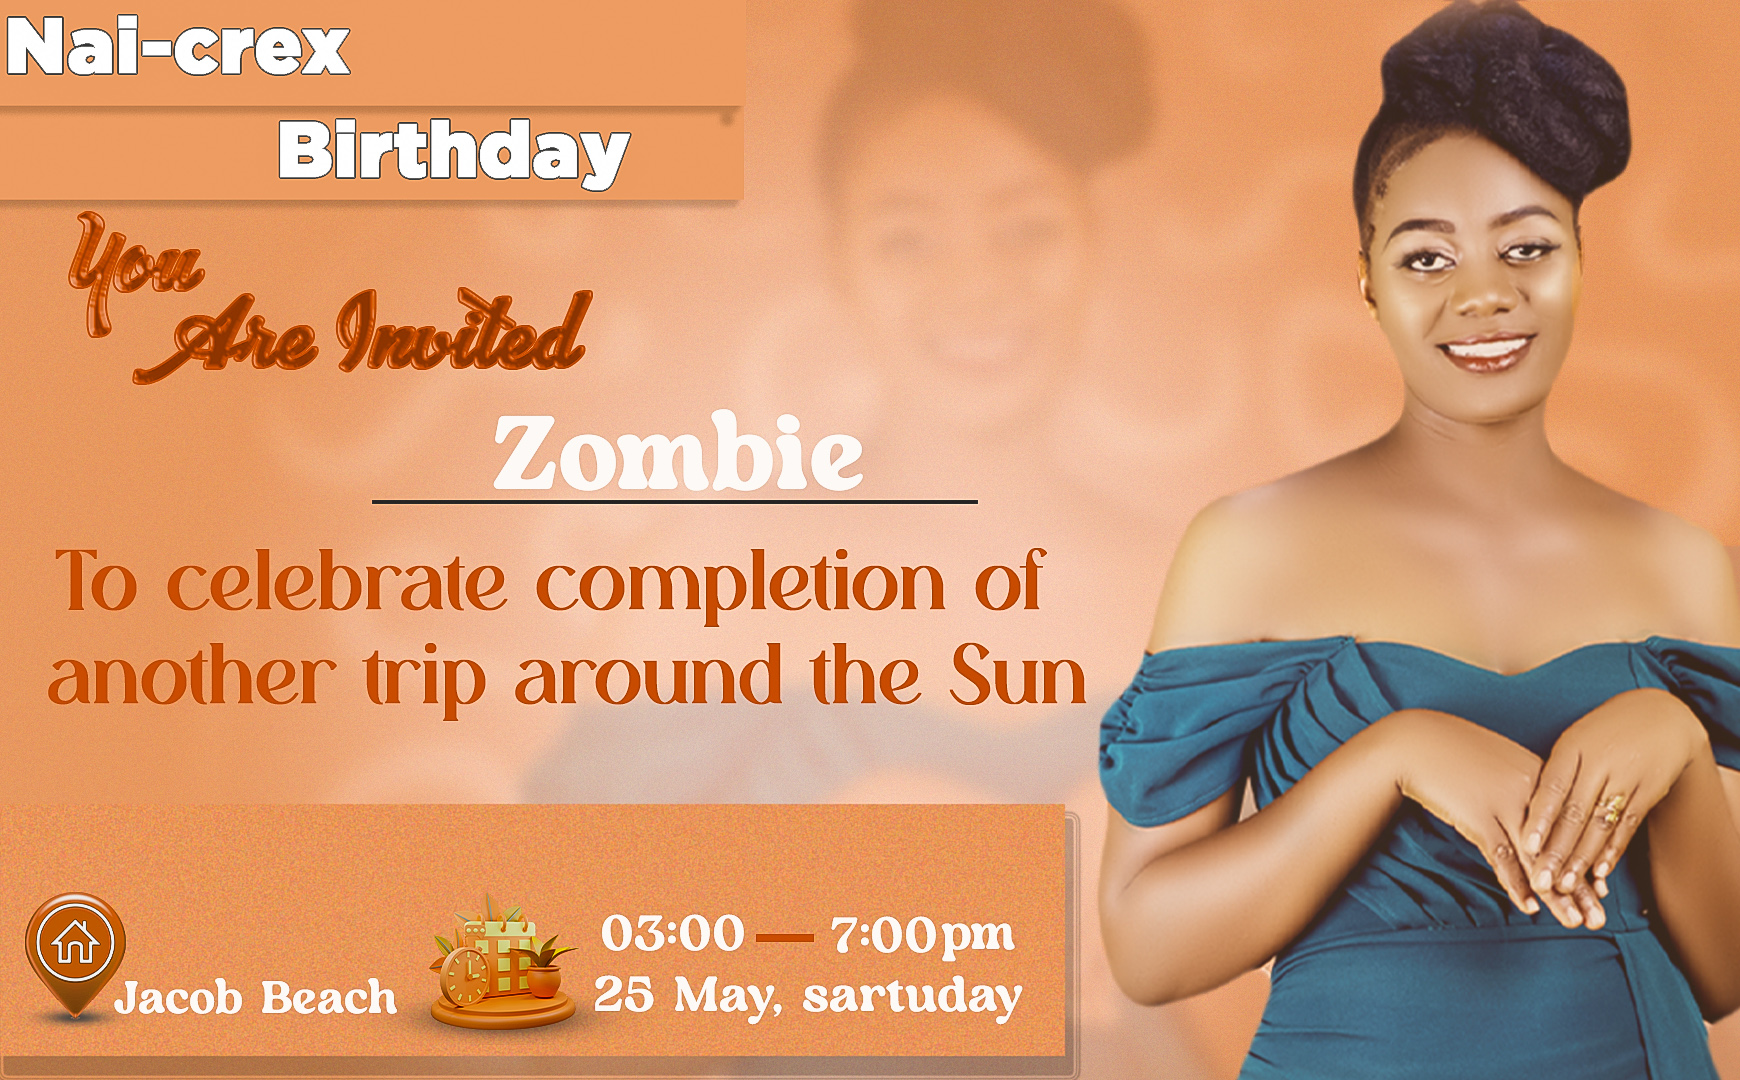 Nai-crex
Birthday
You
Are Invited
Zombie
To celebrate completion of
another trip around the Sun
Jacob Beach
03:00 — 7:00pm
25 May, sartuday